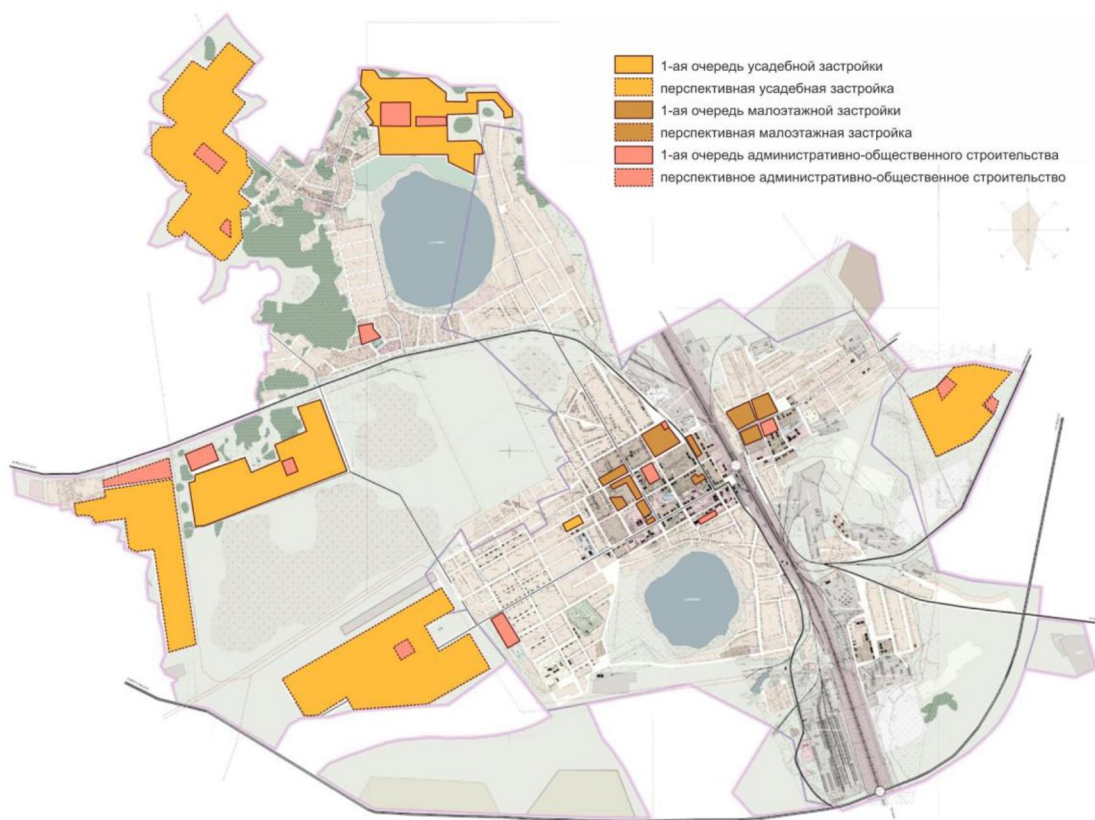 1-ая очередь усадебной застройки
перспективная усадебная застройка
1-ая очередь малоэтажной застройки
перспективная малоэтажная застройка
1-ая очередь административно-общественного строительства
перспективное административно-общественное строительство